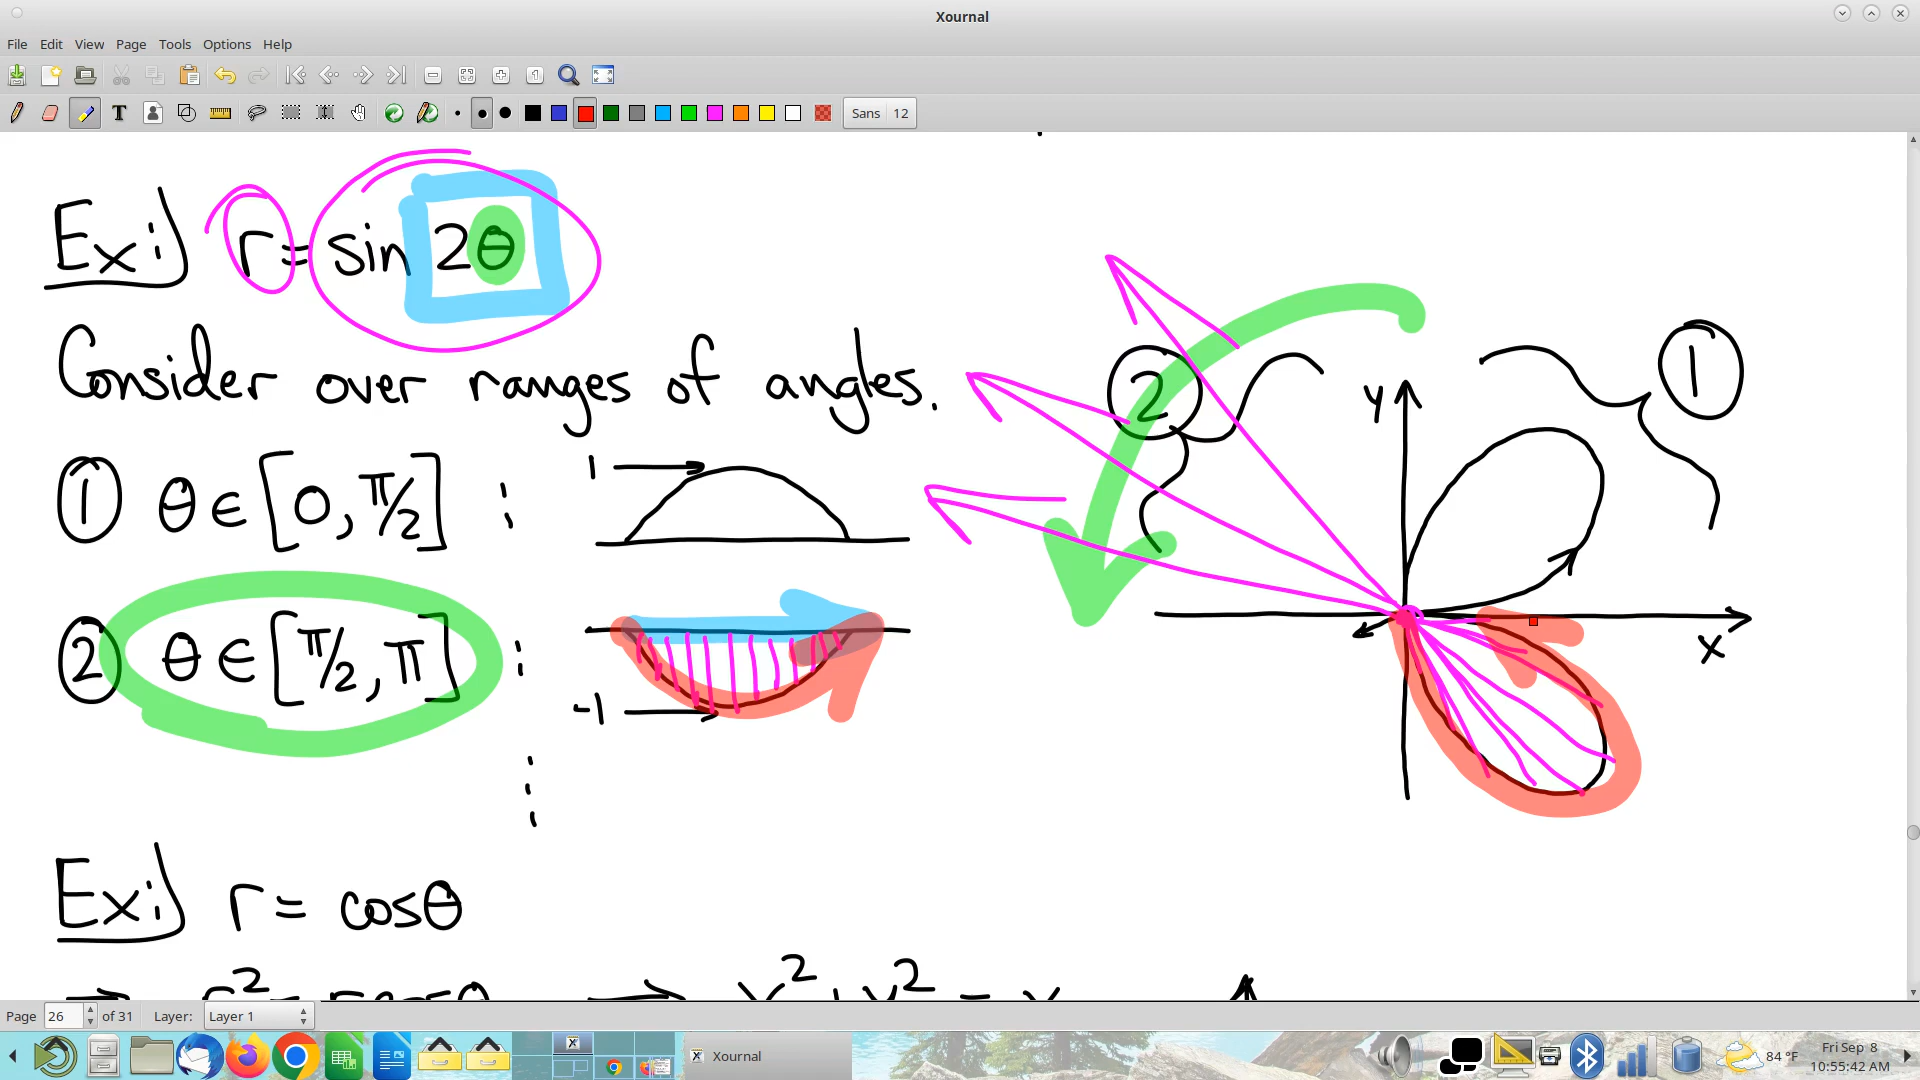 Xournal
File Edit View Page Tools Options Help
Sans 12
Ex:) r = sin 2θ
Consider over ranges of angles.
① θ ∈ [0, π/2] :
1
② θ ∈ [π/2, π] :
-1
⋮
②
①
y
x
Ex:) r = cosθ
Page 26 of 31 Layer: Layer 1
Xournal
84 °F
Fri Sep 8
10:55:42 AM